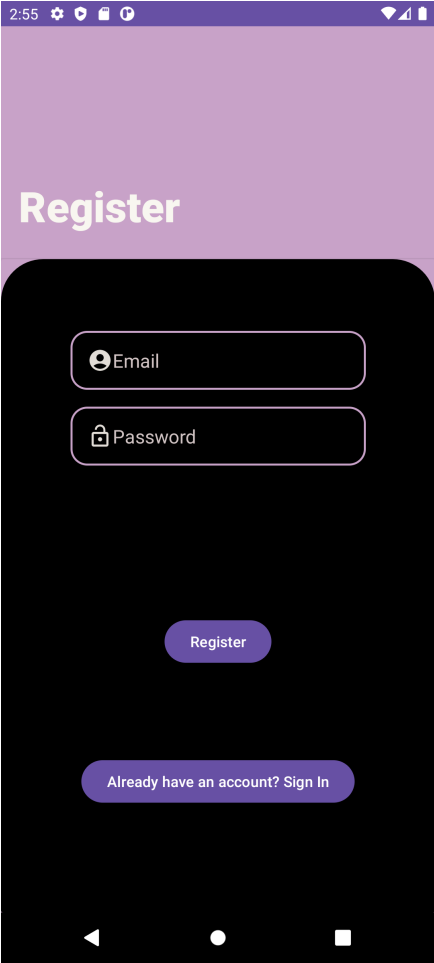 2:55
Register
Email
Password
Register
Already have an account? Sign In